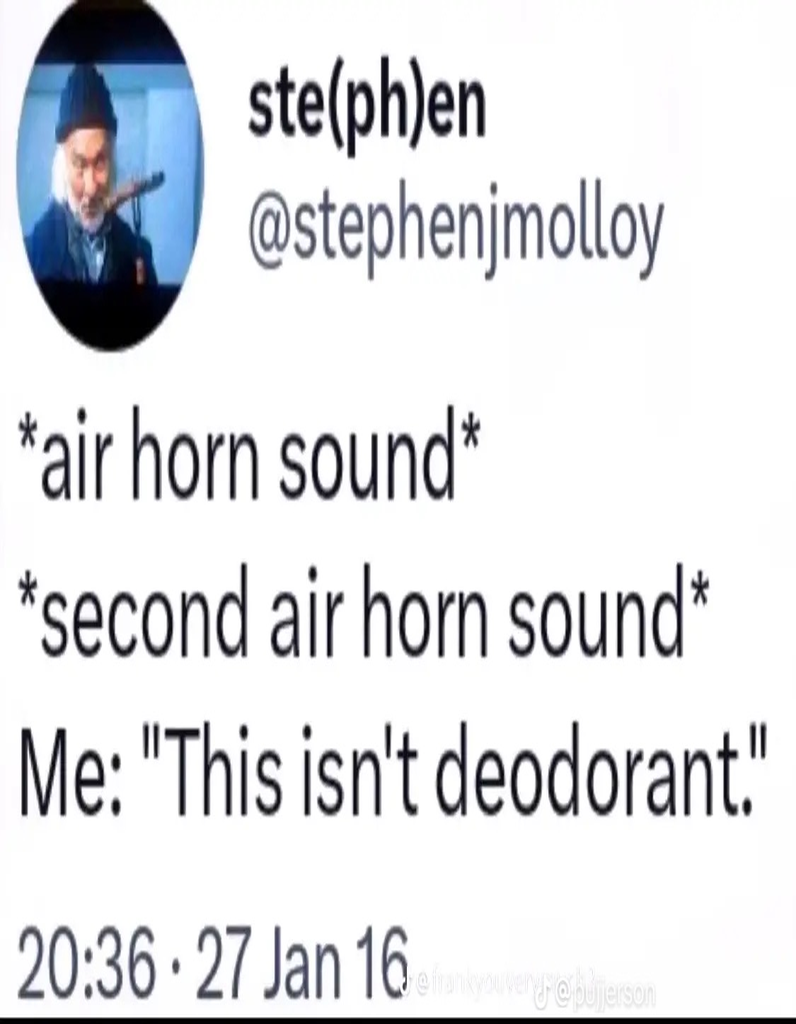 ste(ph)en
@stephenjmolloy
*air horn sound*
*second air horn sound*
Me: "This isn't deodorant."
20:36 · 27 Jan 16
@pujjerson